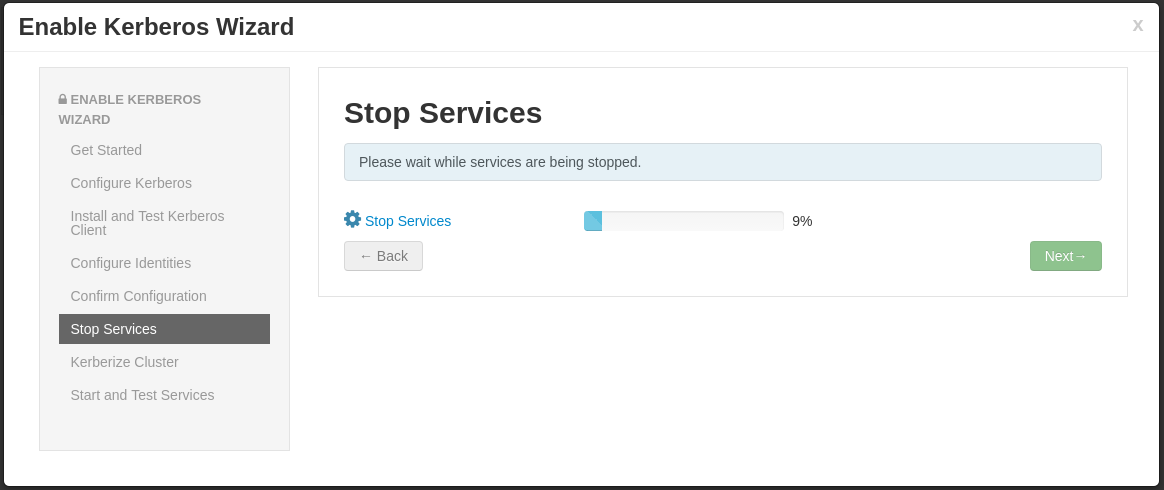 Enable Kerberos Wizard
x
ENABLE KERBEROS
WIZARD
Get Started
Configure Kerberos
Install and Test Kerberos
Client
Configure Identities
Confirm Configuration
Stop Services
Kerberize Cluster
Start and Test Services
Stop Services
Please wait while services are being stopped.
Stop Services 9%
← Back
Next→